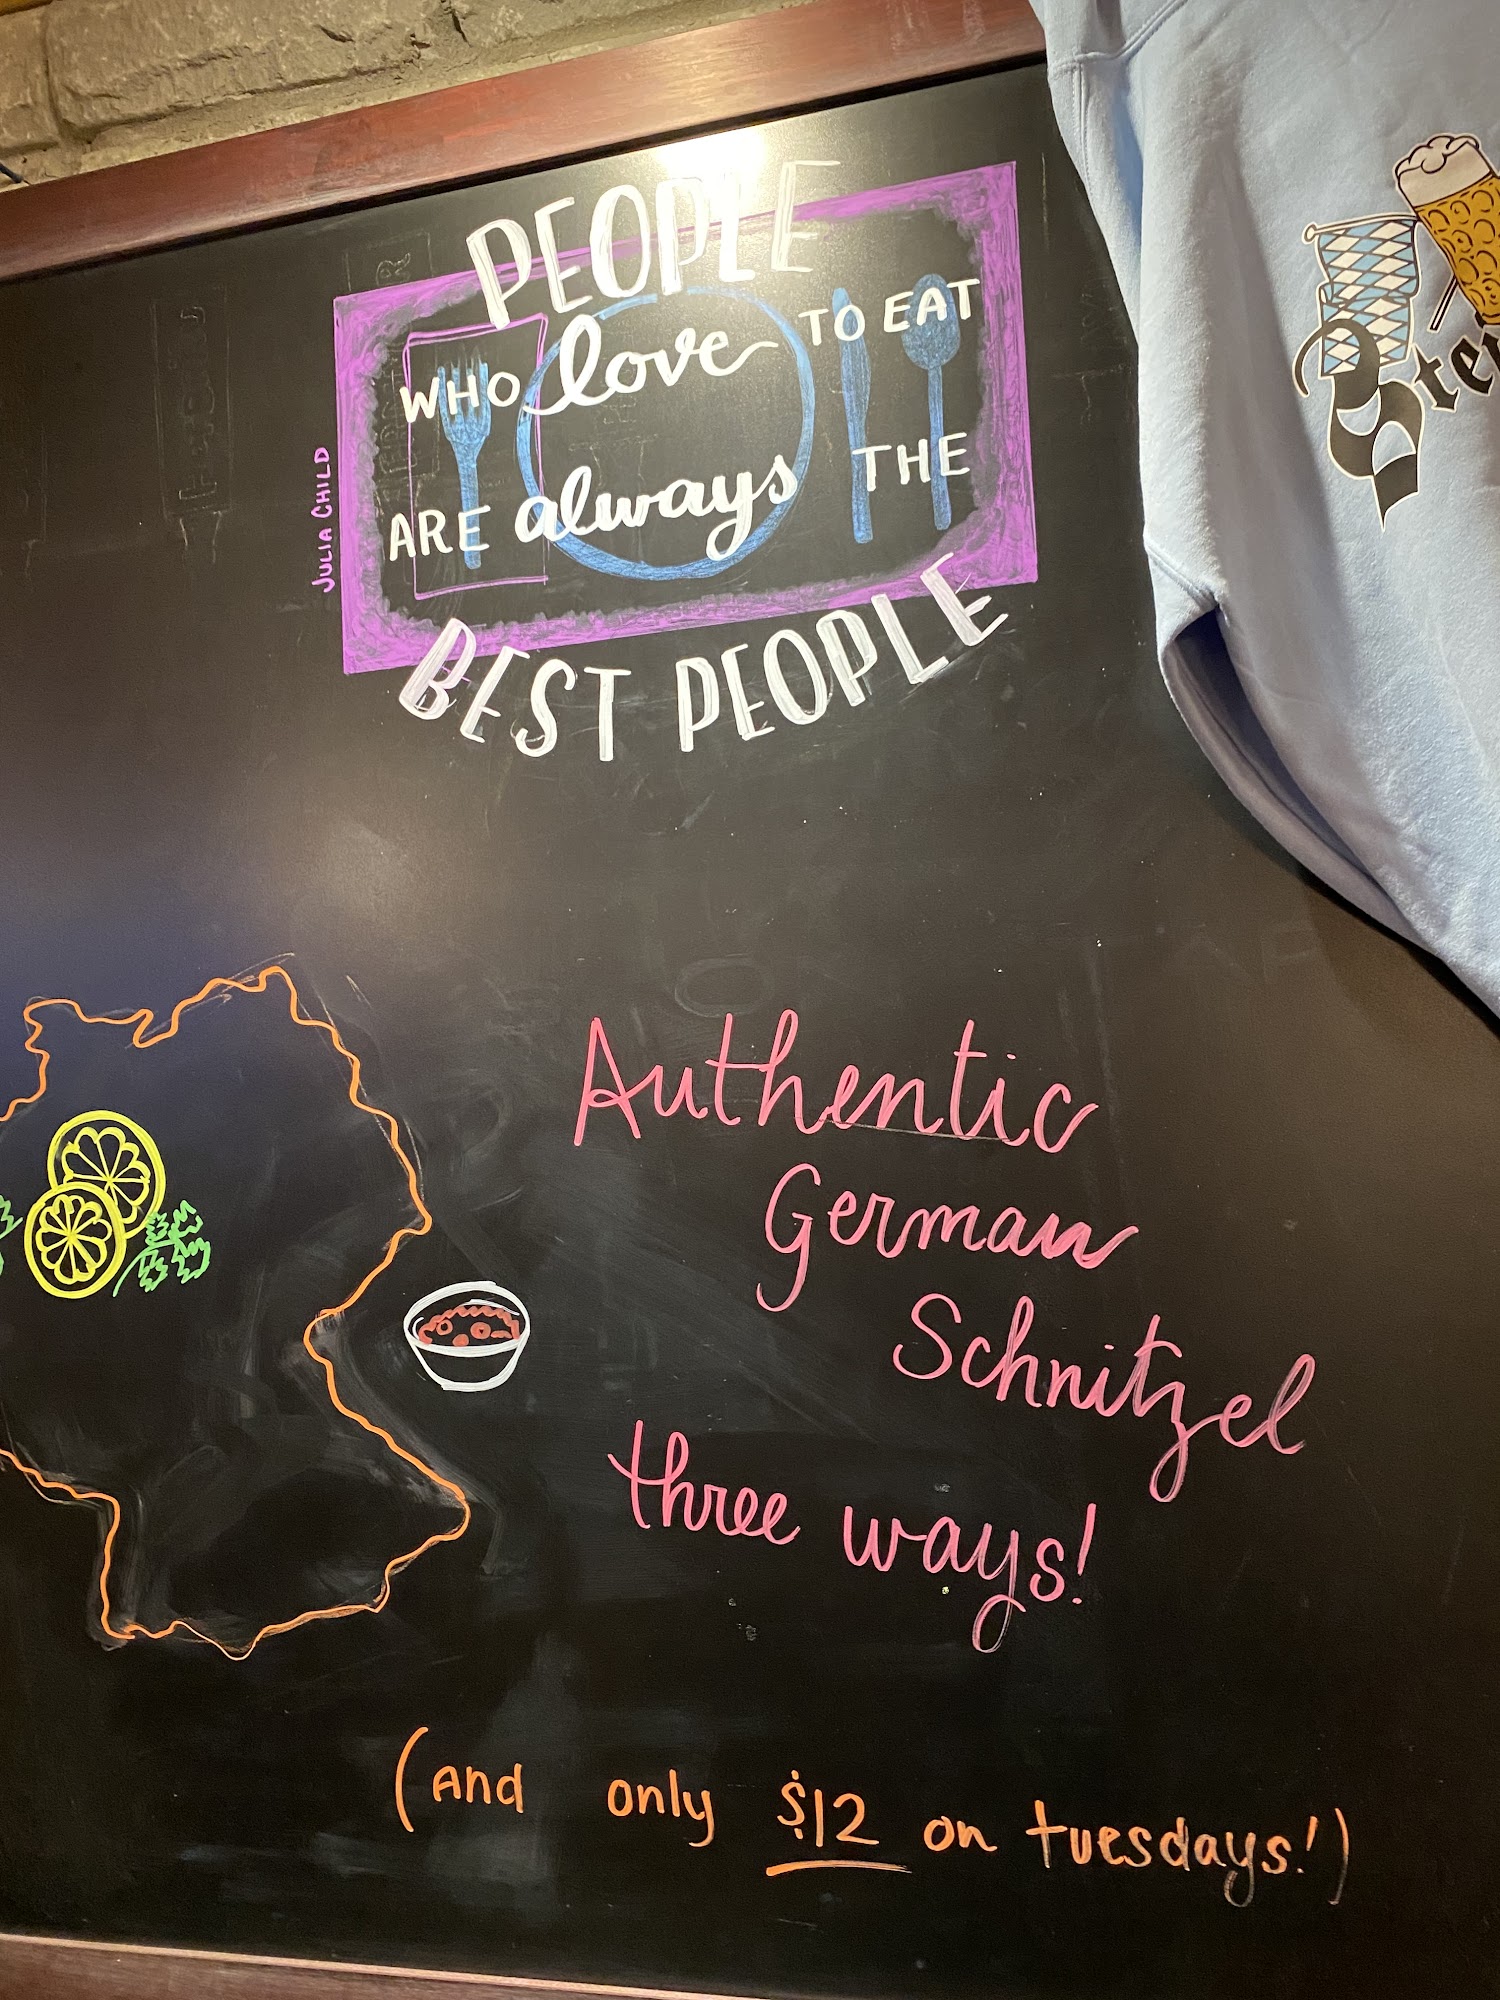 PEOPLE
WHO love TO EAT
ARE always THE
BEST PEOPLE
JULIA CHILD
Authentic
German
Schnitzel
three ways!
(And only $12 on tuesdays!)